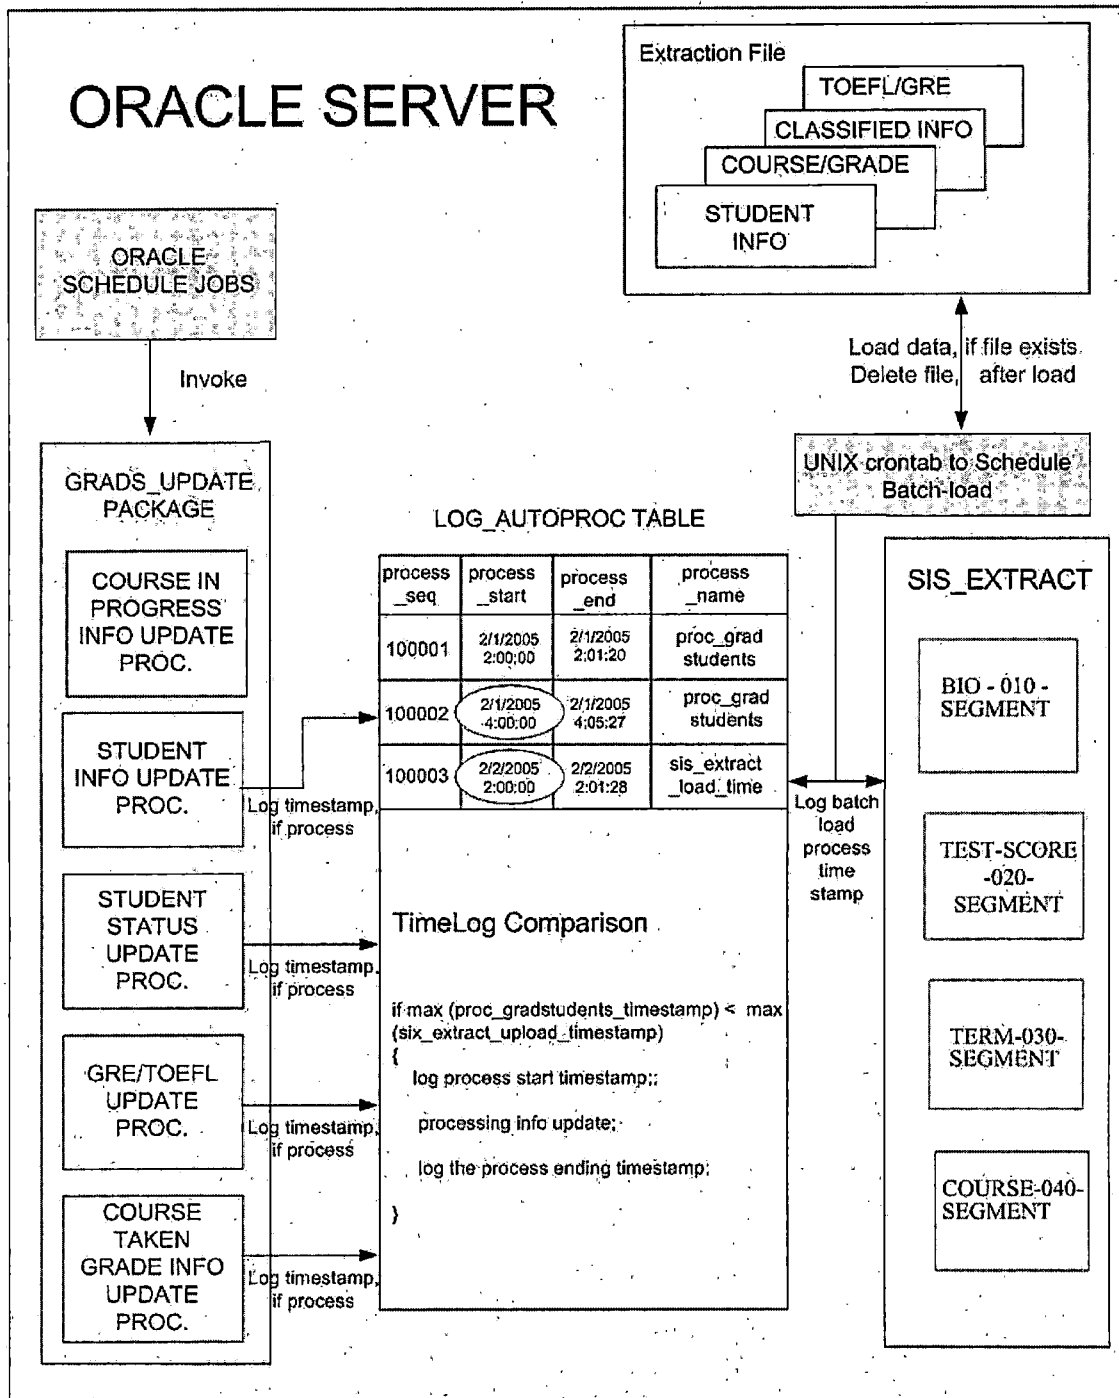 ORACLE SERVER
Extraction File
TOEFL/GRE
CLASSIFIED INFO
COURSE/GRADE
STUDENT
INFO
ORACLE
SCHEDULE JOBS
Invoke
Load data, if file exists
Delete file, after load
UNIX crontab to Schedule
Batch-load
GRADS_UPDATE
PACKAGE
COURSE IN
PROGRESS
INFO UPDATE
PROC.
STUDENT
INFO UPDATE
PROC.
Log timestamp,
if process
STUDENT
STATUS
UPDATE
PROC.
Log timestamp,
if process
GRE/TOEFL
UPDATE
PROC.
Log timestamp,
if process
COURSE
TAKEN
GRADE INFO
UPDATE
PROC.
Log timestamp,
if process
LOG_AUTOPROC TABLE
process
_seq
process
_start
process
_end
process
_name
100001
2/1/2005
2:00:00
2/1/2005
2:01:20
proc_grad
students
100002
2/1/2005
4:00:00
2/1/2005
4:05:27
proc_grad
students
100003
2/2/2005
2:00:00
2/2/2005
2:01:28
sis_extract
_load_time
Log batch
load
process
time
stamp
TimeLog Comparison
if max (proc_gradstudents_timestamp) < max
(six_extract_upload_timestamp)
{
log process start timestamp;;
processing info update;
log the process ending timestamp;
}
SIS_EXTRACT
BIO - 010 -
SEGMENT
TEST-SCORE
-020-
SEGMENT
TERM-030-
SEGMENT
COURSE-040-
SEGMENT